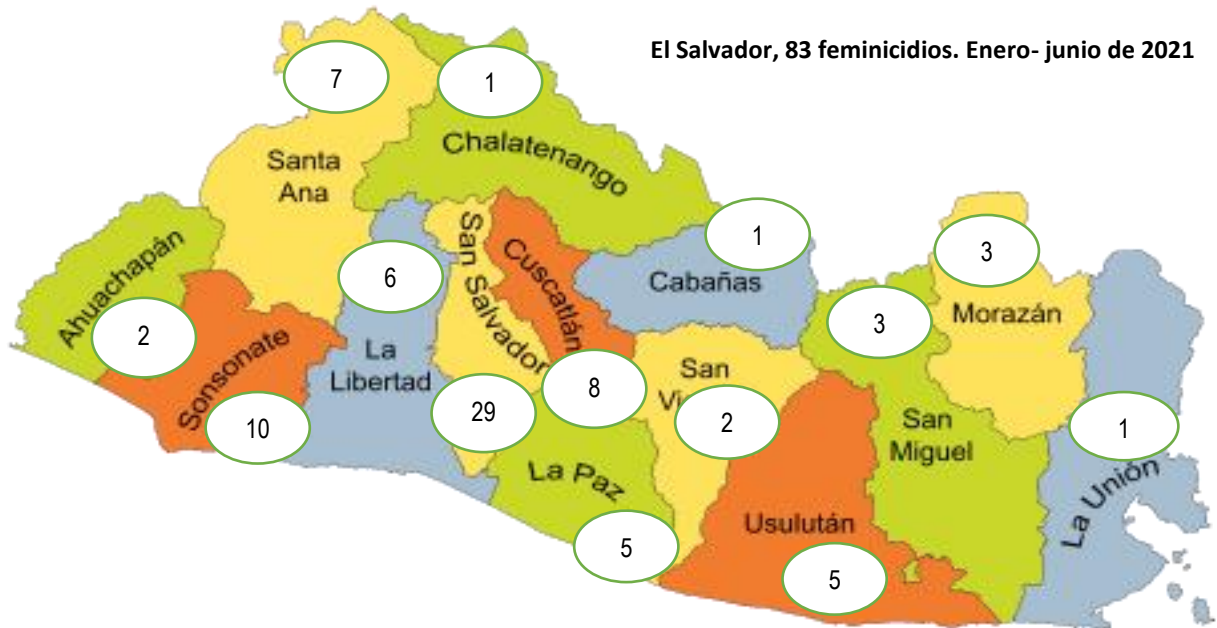 El Salvador, 83 feminicidios. Enero- junio de 2021
7
1
Chalatenango
Santa
Ana
San Salvador
Cuscatlán
1
Cabañas
3
Morazán
6
Ahuachapán
2
3
Sonsonate
10
La
Libertad
29
8
San
2
San
Miguel
1
La Unión
La Paz
5
Usulután
5